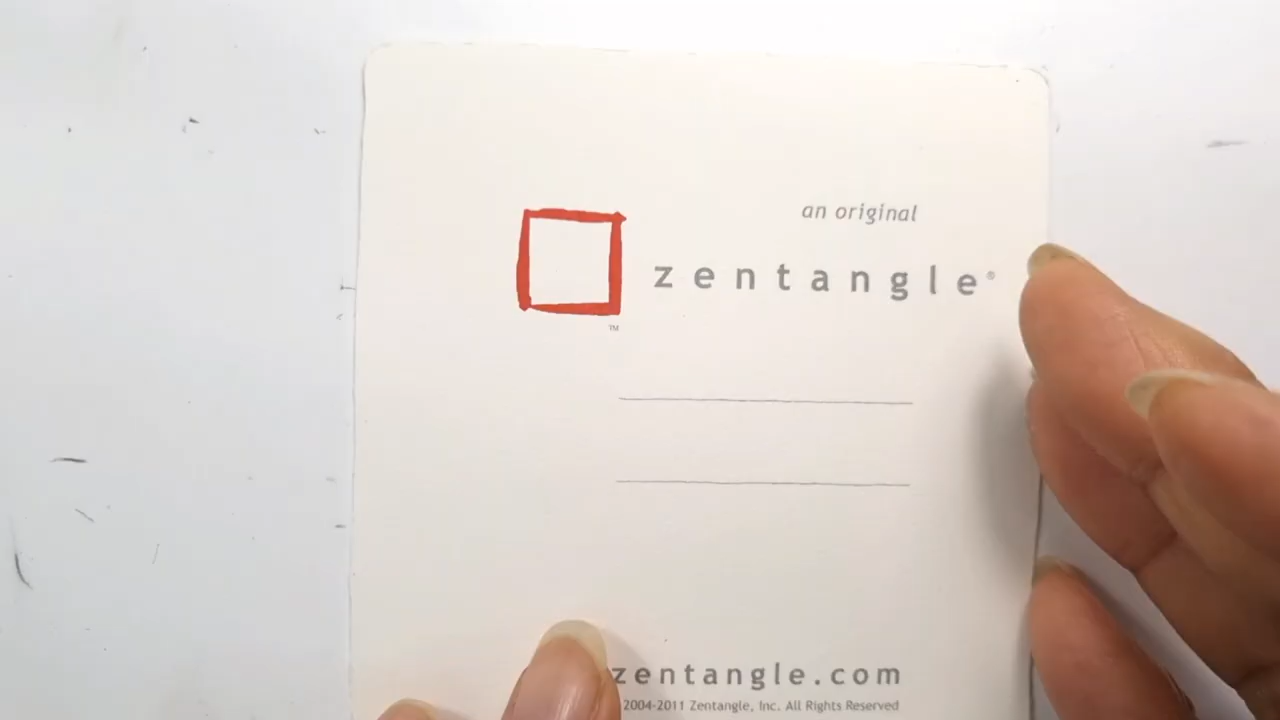 an original
zentangle®
™
zentangle.com
2004-2011 Zentangle, Inc. All Rights Reserved